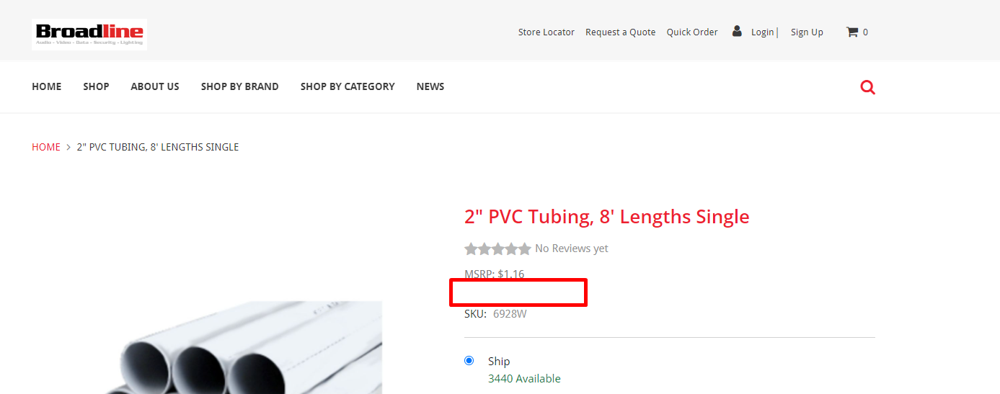 Broadline
Audio - Video - Data - Security - Lighting
Store Locator Request a Quote Quick Order Login| Sign Up 0
HOME SHOP ABOUT US SHOP BY BRAND SHOP BY CATEGORY NEWS
HOME > 2" PVC TUBING, 8' LENGTHS SINGLE
2" PVC Tubing, 8' Lengths Single
No Reviews yet
MSRP: $1.16
SKU: 6928W
Ship
3440 Available